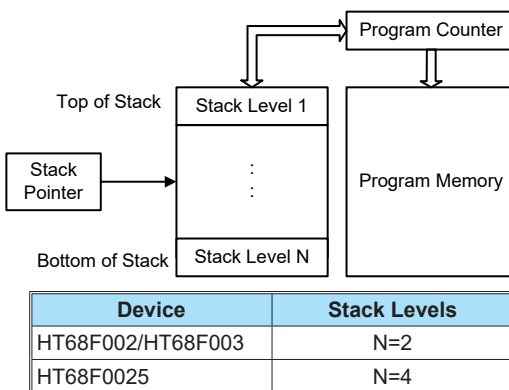 Program Counter
Top of Stack
Stack Level 1
Stack
Pointer
:
:
Program Memory
Bottom of Stack
Stack Level N
Device Stack Levels
HT68F002/HT68F003 N=2
HT68F0025 N=4